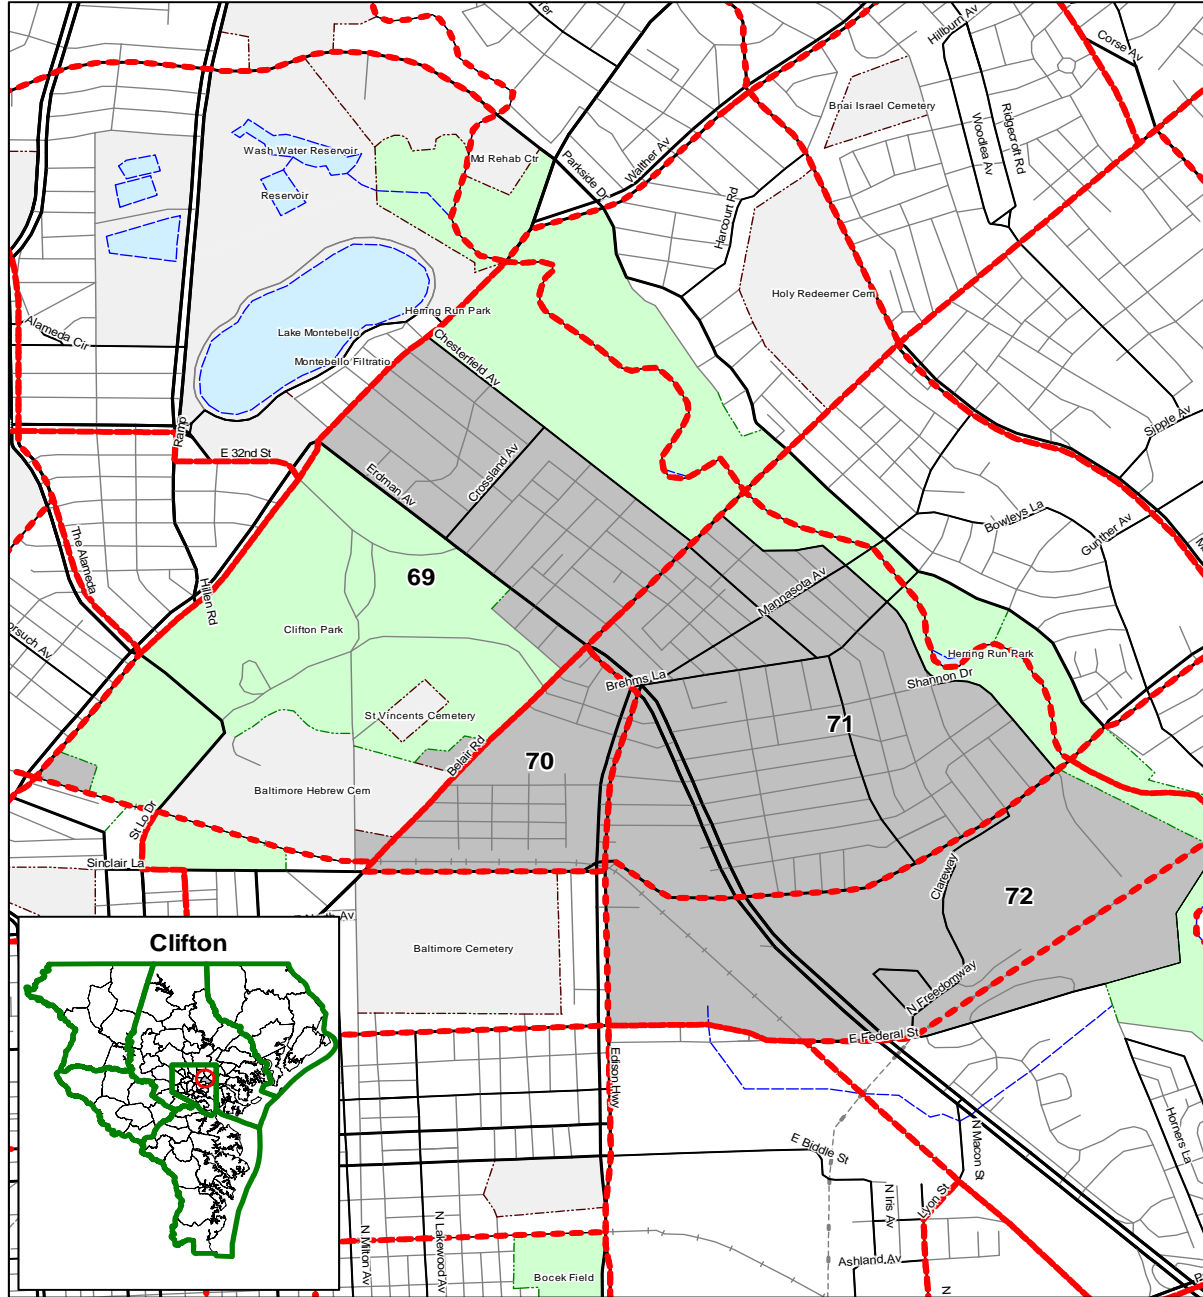 Hillburn Av
Corse Av
Bnai Israel Cemetery
Ridgecroft Rd
Woodlea Av
Wash Water Reservoir
Md Rehab Ctr
Parkside Dr
Walther Av
Reservoir
Harcourt Rd
Holy Redeemer Cem
Herring Run Park
Alameda Cir
Lake Montebello
Chesterfield Av
Montebello Filtratio
Sipple Av
Ramp
E 32nd St
Crossland Av
Erdman Av
Bowleys La
Gunther Av
The Alameda
69
Mannasota Av
Hillen Rd
Clifton Park
orsuch Av
Herring Run Park
Shannon Dr
Brehms La
St Vincents Cemetery
71
Belair Rd
70
Baltimore Hebrew Cem
St Lo Dr
Sinclair La
Clareway
72
Baltimore Cemetery
N Freedomway
E Federal St
Clifton
Edison Hwy
N Macon St
Horners La
E Biddle St
N Iris Av
Lyon St
N Milton Av
N Lakewood Av
Ashland Av
Bocek Field
N